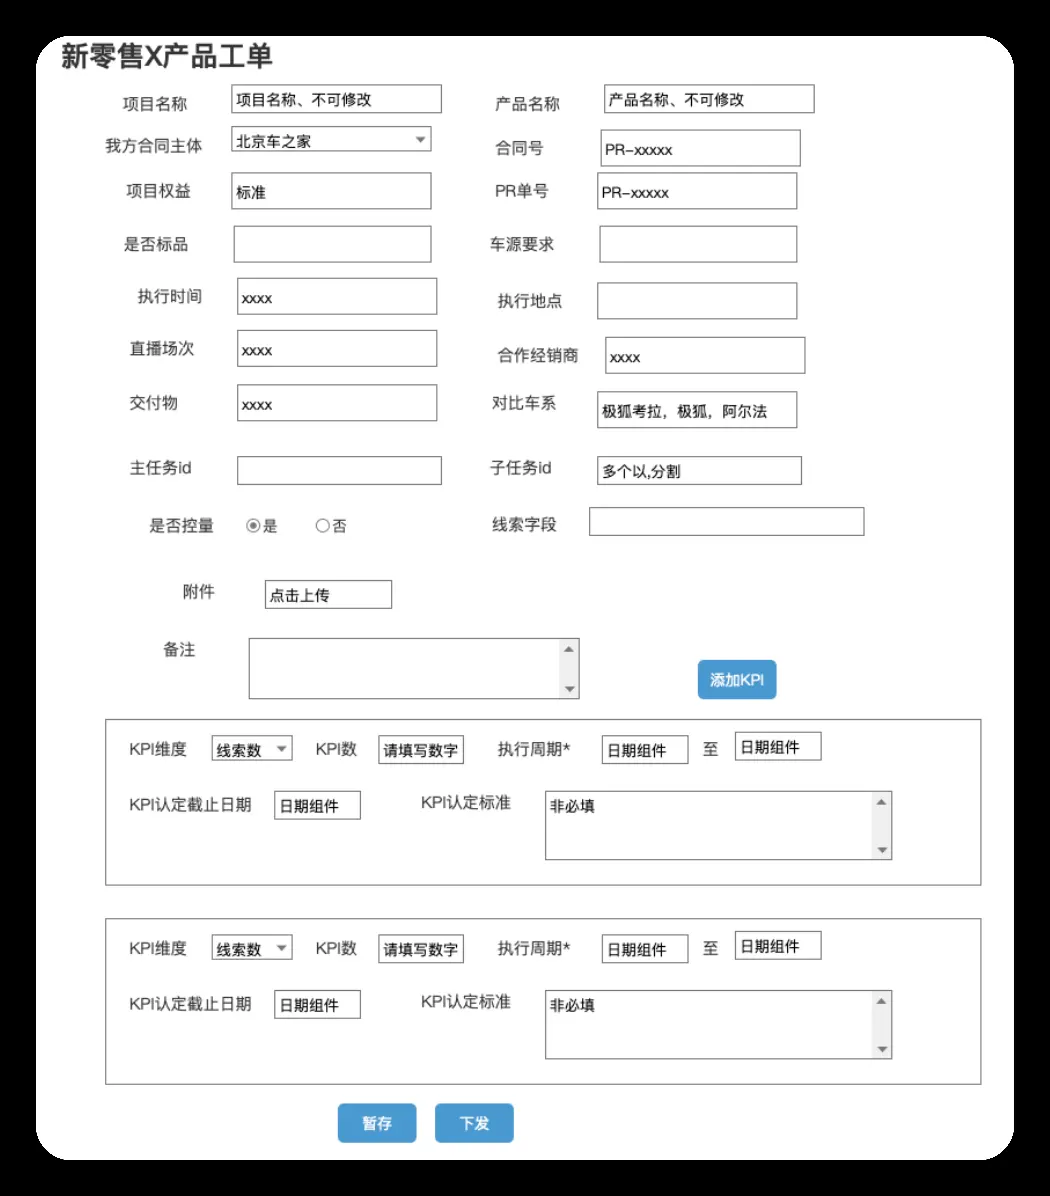 新零售X产品工单
项目名称 项目名称、不可修改 产品名称 产品名称、不可修改
我方合同主体 北京车之家 合同号 PR-xxxxx
项目权益 标准 PR单号 PR-xxxxx
是否标品 车源要求
执行时间 xxxx 执行地点
直播场次 xxxx 合作经销商 xxxx
交付物 xxxx 对比车系 极狐考拉，极狐，阿尔法
主任务id 子任务id 多个以,分割
是否控量 是 否 线索字段
附件 点击上传
备注
添加KPI
KPI维度 线索数 KPI数 请填写数字 执行周期* 日期组件 至 日期组件
KPI认定截止日期 日期组件 KPI认定标准 非必填
KPI维度 线索数 KPI数 请填写数字 执行周期* 日期组件 至 日期组件
KPI认定截止日期 日期组件 KPI认定标准 非必填
暂存 下发